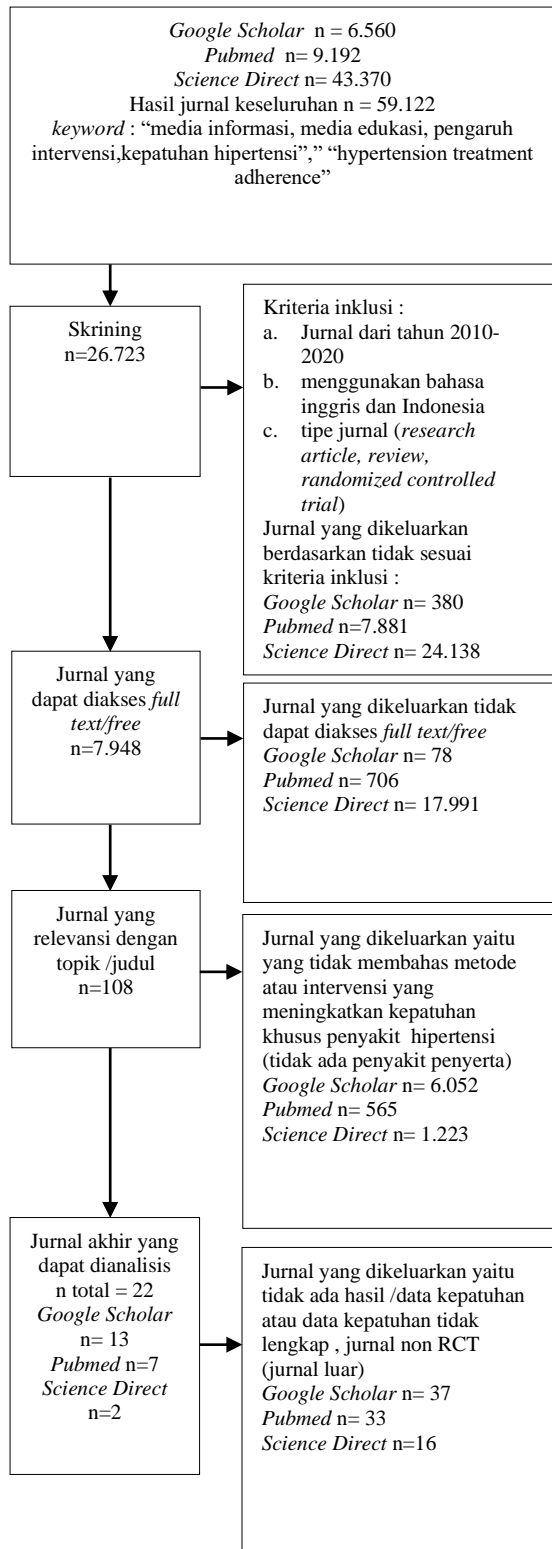 Google Scholar n = 6.560
Pubmed n= 9.192
Science Direct n= 43.370
Hasil jurnal keseluruhan n = 59.122
keyword : “media informasi, media edukasi, pengaruh
intervensi,kepatuhan hipertensi”,” “hypertension treatment
adherence”
Skrining
n=26.723
Kriteria inklusi :
a. Jurnal dari tahun 2010-
2020
b. menggunakan bahasa
inggris dan Indonesia
c. tipe jurnal (research
article, review,
randomized controlled
trial)
Jurnal yang dikeluarkan
berdasarkan tidak sesuai
kriteria inklusi :
Google Scholar n= 380
Pubmed n=7.881
Science Direct n= 24.138
Jurnal yang
dapat diakses full
text/free
n=7.948
Jurnal yang dikeluarkan tidak
dapat diakses full text/free
Google Scholar n= 78
Pubmed n= 706
Science Direct n= 17.991
Jurnal yang
relevansi dengan
topik /judul
n=108
Jurnal yang dikeluarkan yaitu
yang tidak membahas metode
atau intervensi yang
meningkatkan kepatuhan
khusus penyakit hipertensi
(tidak ada penyakit penyerta)
Google Scholar n= 6.052
Pubmed n= 565
Science Direct n= 1.223
Jurnal akhir yang
dapat dianalisis
n total = 22
Google Scholar
n= 13
Pubmed n=7
Science Direct
n=2
Jurnal yang dikeluarkan yaitu
tidak ada hasil /data kepatuhan
atau data kepatuhan tidak
lengkap , jurnal non RCT
(jurnal luar)
Google Scholar n= 37
Pubmed n= 33
Science Direct n=16